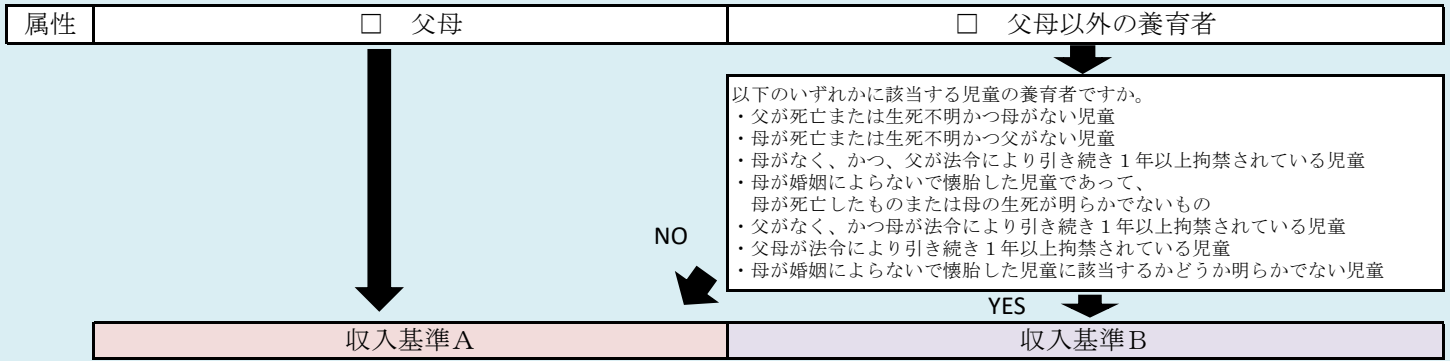 属性
□ 父母
□ 父母以外の養育者
以下のいずれかに該当する児童の養育者ですか。
・父が死亡または生死不明かつ母がない児童
・母が死亡または生死不明かつ父がない児童
・母がなく、かつ、父が法令により引き続き１年以上拘禁されている児童
・母が婚姻によらないで懐胎した児童であって、
母が死亡したものまたは母の生死が明らかでないもの
・父がなく、かつ母が法令により引き続き１年以上拘禁されている児童
・父母が法令により引き続き１年以上拘禁されている児童
・母が婚姻によらないで懐胎した児童に該当するかどうか明らかでない児童
NO
YES
収入基準Ａ
収入基準Ｂ